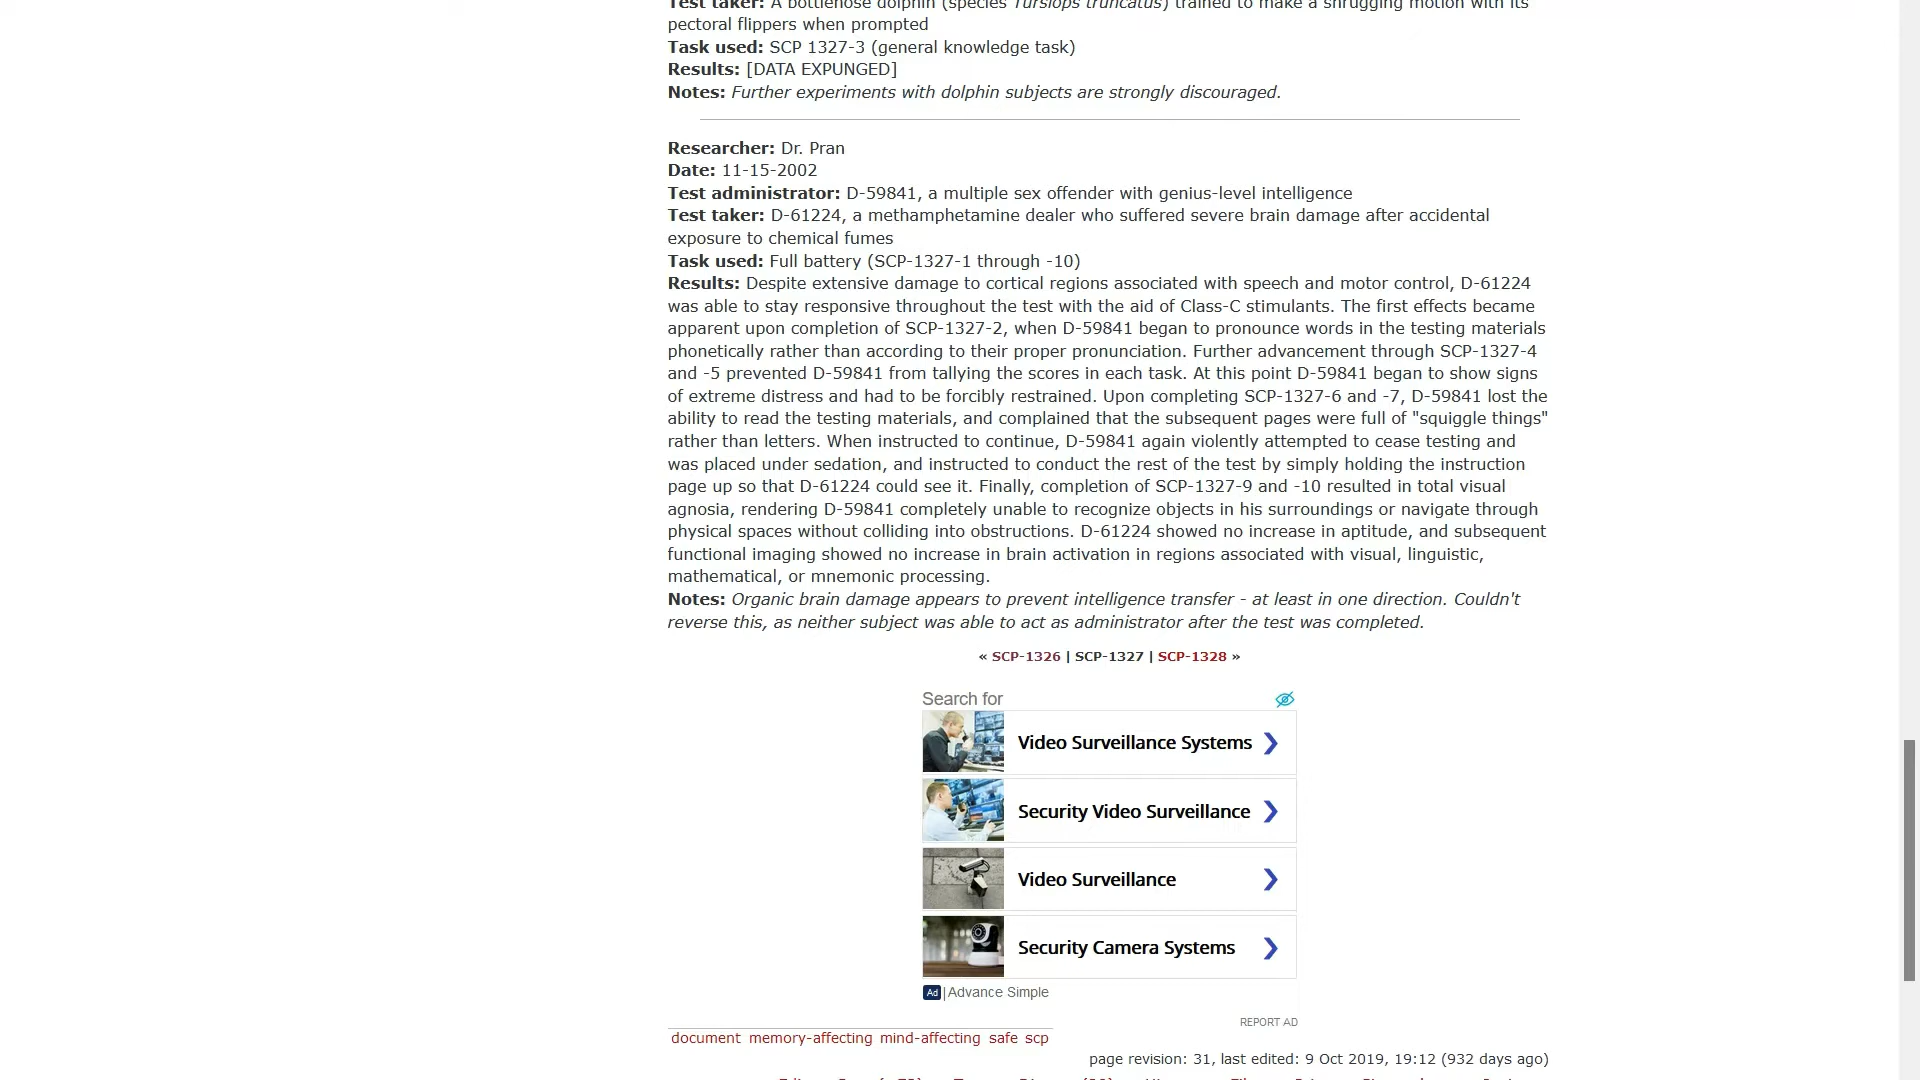 Test taker: A bottlenose dolphin (species Tursiops truncatus) trained to make a shrugging motion with its
pectoral flippers when prompted
Task used: SCP 1327-3 (general knowledge task)
Results: [DATA EXPUNGED]
Notes: Further experiments with dolphin subjects are strongly discouraged.
Researcher: Dr. Pran
Date: 11-15-2002
Test administrator: D-59841, a multiple sex offender with genius-level intelligence
Test taker: D-61224, a methamphetamine dealer who suffered severe brain damage after accidental
exposure to chemical fumes
Task used: Full battery (SCP-1327-1 through -10)
Results: Despite extensive damage to cortical regions associated with speech and motor control, D-61224
was able to stay responsive throughout the test with the aid of Class-C stimulants. The first effects became
apparent upon completion of SCP-1327-2, when D-59841 began to pronounce words in the testing materials
phonetically rather than according to their proper pronunciation. Further advancement through SCP-1327-4
and -5 prevented D-59841 from tallying the scores in each task. At this point D-59841 began to show signs
of extreme distress and had to be forcibly restrained. Upon completing SCP-1327-6 and -7, D-59841 lost the
ability to read the testing materials, and complained that the subsequent pages were full of "squiggle things"
rather than letters. When instructed to continue, D-59841 again violently attempted to cease testing and
was placed under sedation, and instructed to conduct the rest of the test by simply holding the instruction
page up so that D-61224 could see it. Finally, completion of SCP-1327-9 and -10 resulted in total visual
agnosia, rendering D-59841 completely unable to recognize objects in his surroundings or navigate through
physical spaces without colliding into obstructions. D-61224 showed no increase in aptitude, and subsequent
functional imaging showed no increase in brain activation in regions associated with visual, linguistic,
mathematical, or mnemonic processing.
Notes: Organic brain damage appears to prevent intelligence transfer - at least in one direction. Couldn't
reverse this, as neither subject was able to act as administrator after the test was completed.
« SCP-1326 | SCP-1327 | SCP-1328 »
Search for
Video Surveillance Systems
Security Video Surveillance
Video Surveillance
Security Camera Systems
Ad | Advance Simple
REPORT AD
document memory-affecting mind-affecting safe scp
page revision: 31, last edited: 9 Oct 2019, 19:12 (932 days ago)